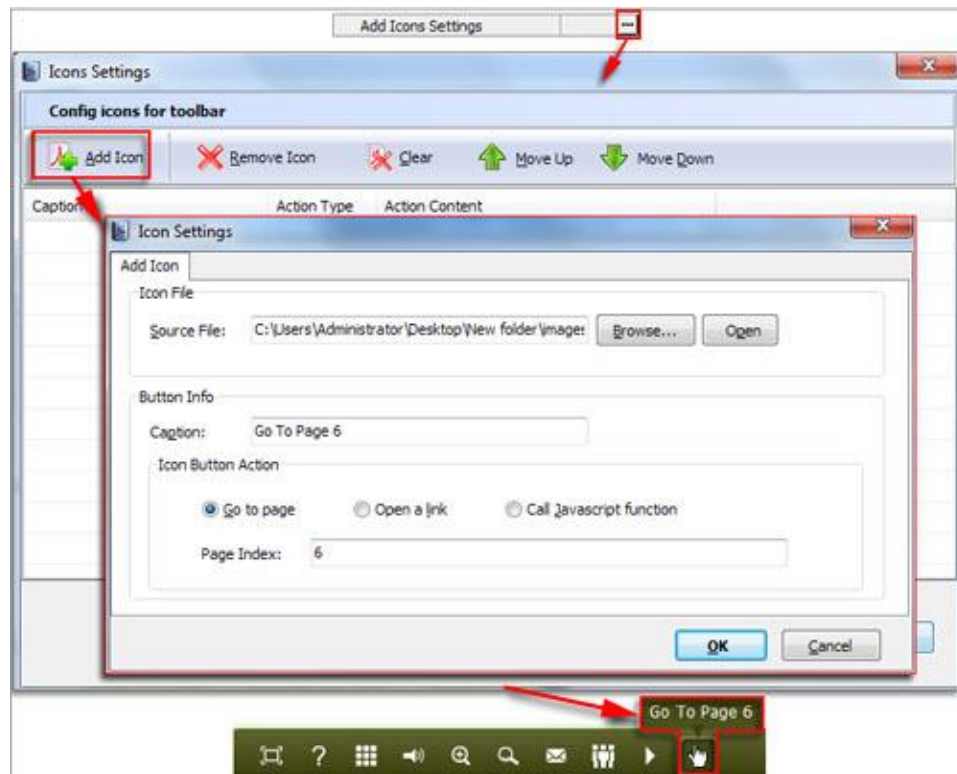 Add Icons Settings
Icons Settings
Config icons for toolbar
Add Icon Remove Icon Clear Move Up Move Down
Caption Action Type Action Content
Icon Settings
Add Icon
Icon File
Source File: C:\Users\Administrator\Desktop\New folder\images Browse... Open
Button Info
Caption: Go To Page 6
Icon Button Action
Go to page Open a link Call Javascript function
Page Index: 6
OK Cancel
Go To Page 6